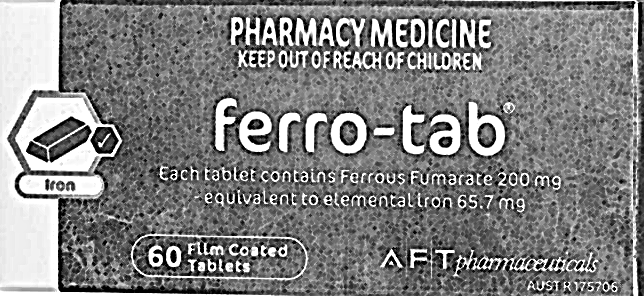 PHARMACY MEDICINE
KEEP OUT OF REACH OF CHILDREN
ferro-tab®
Iron
Each tablet contains Ferrous Fumarate 200 mg
- equivalent to elemental Iron 65.7 mg
60 Film Coated
Tablets
AFT pharmaceuticals
AUST R 175706